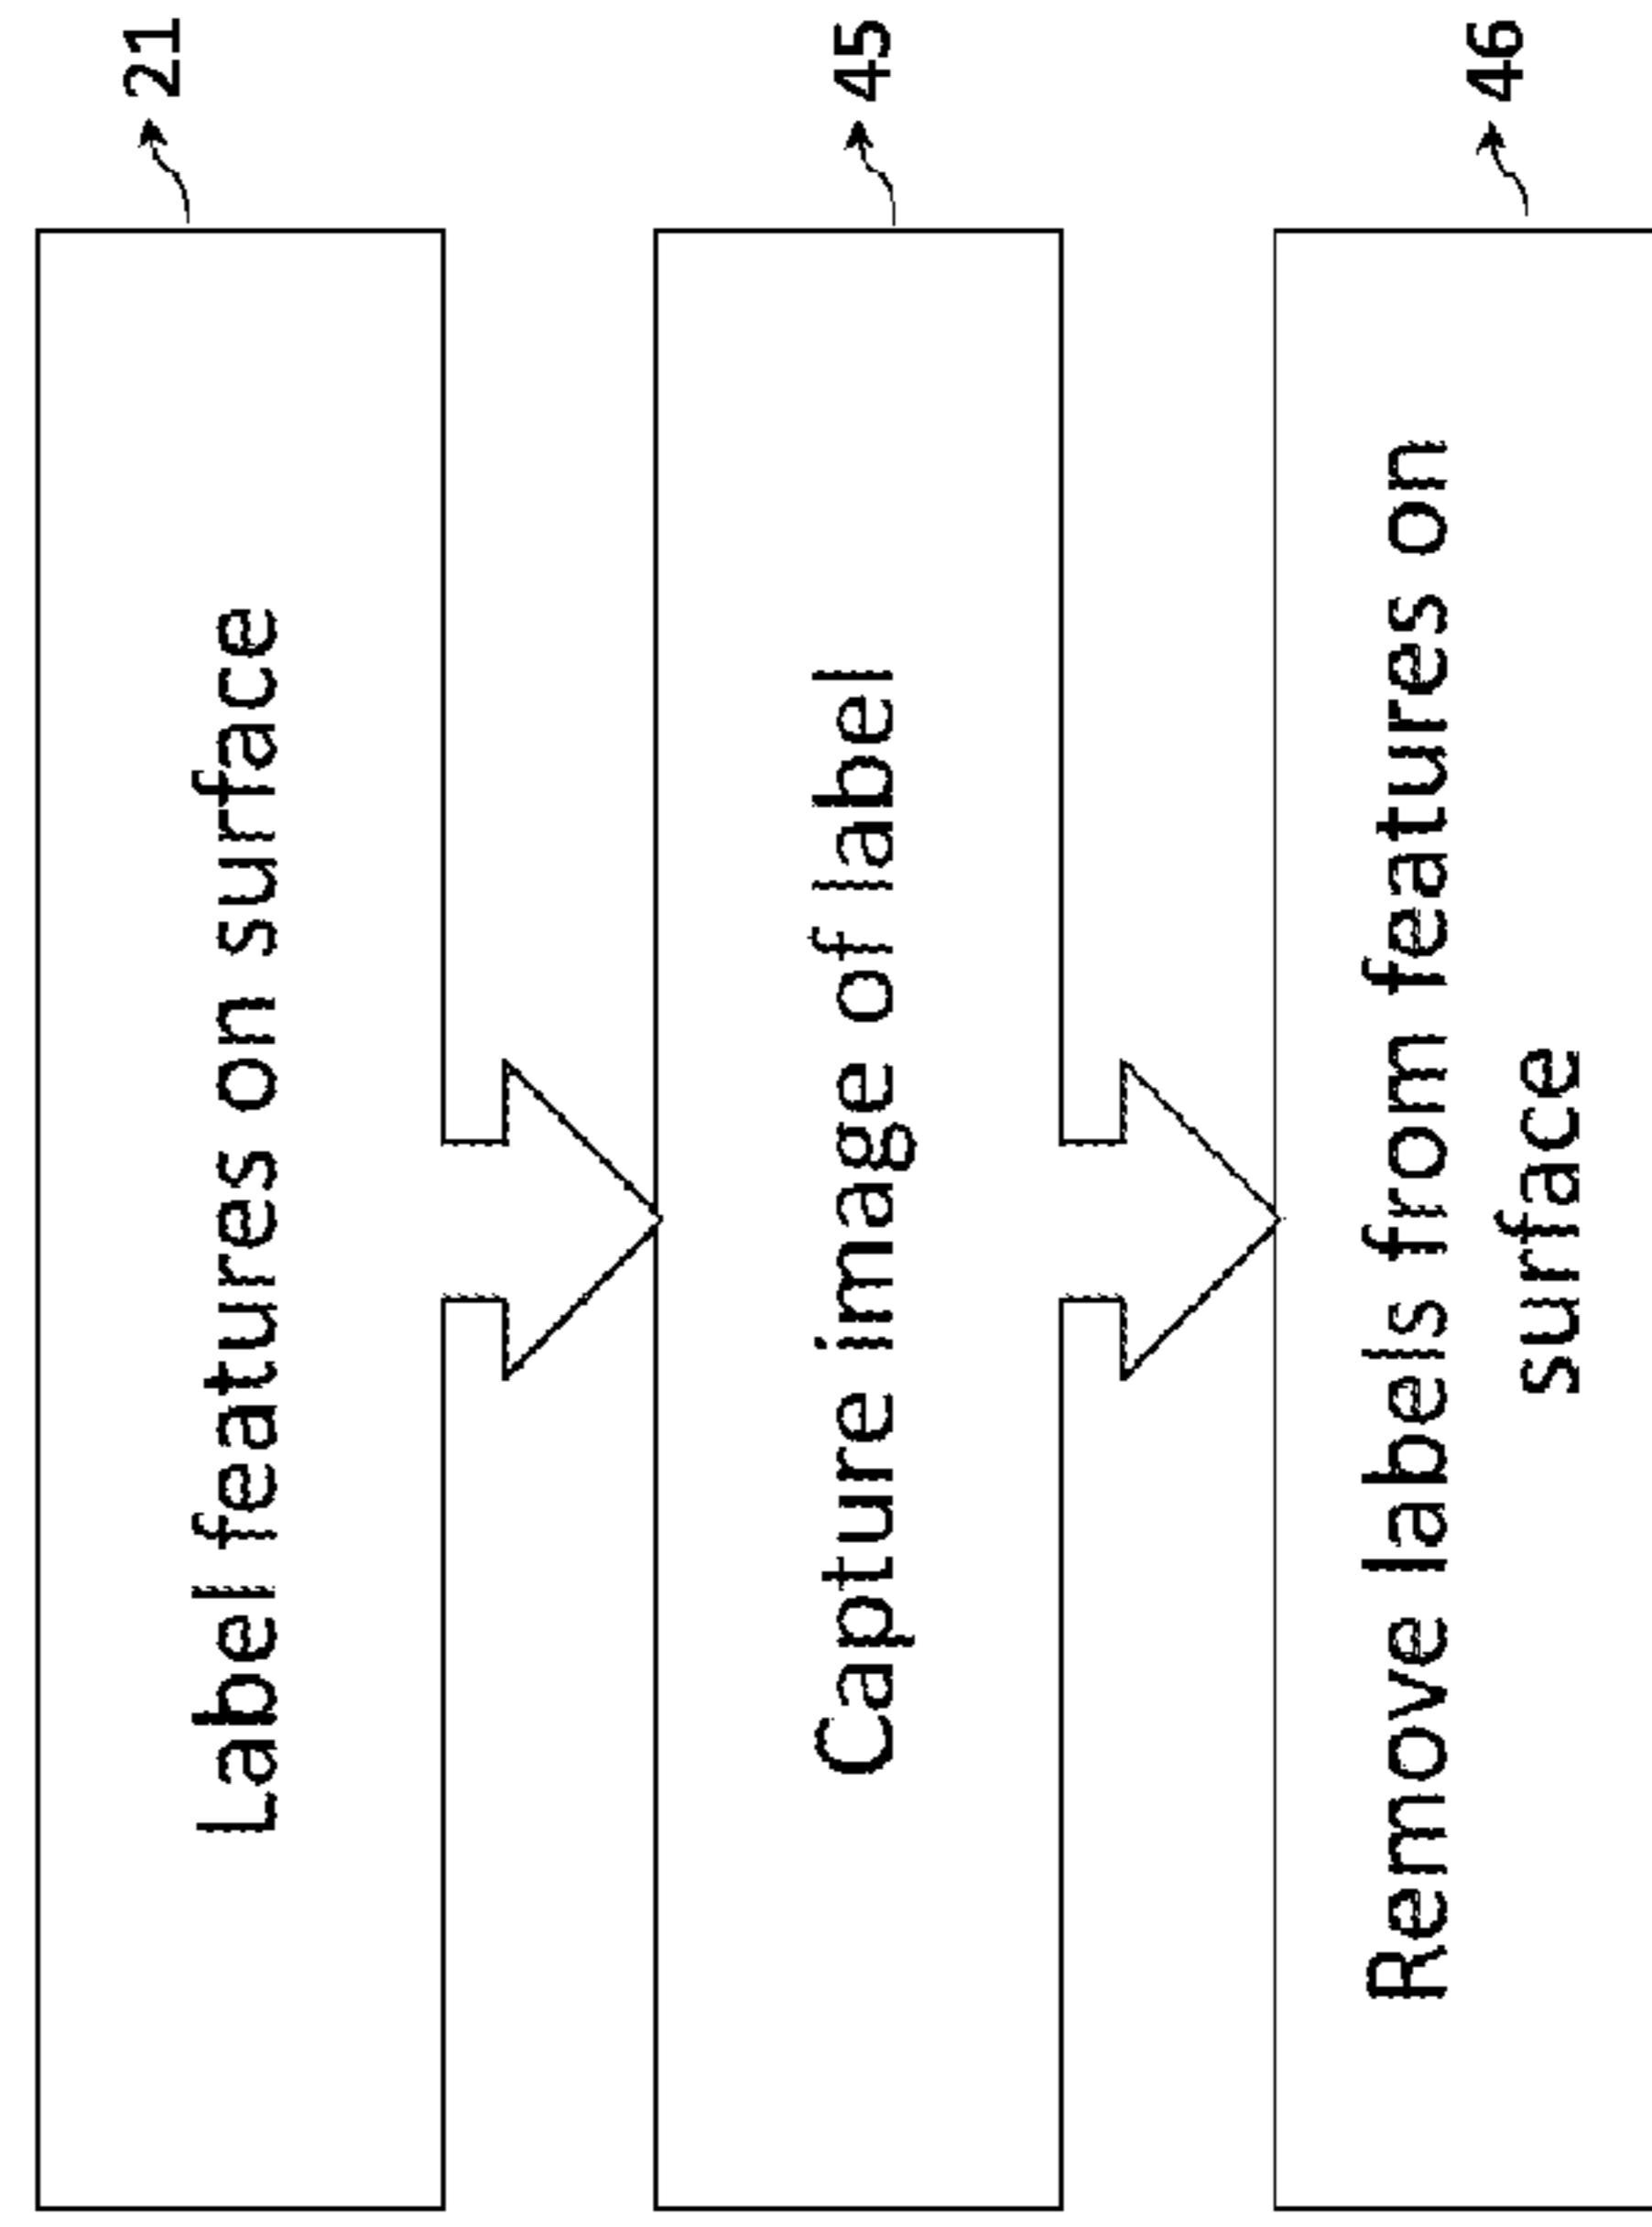 Label features on surface
21
Capture image of label
45
Remove labels from features on
surface
46